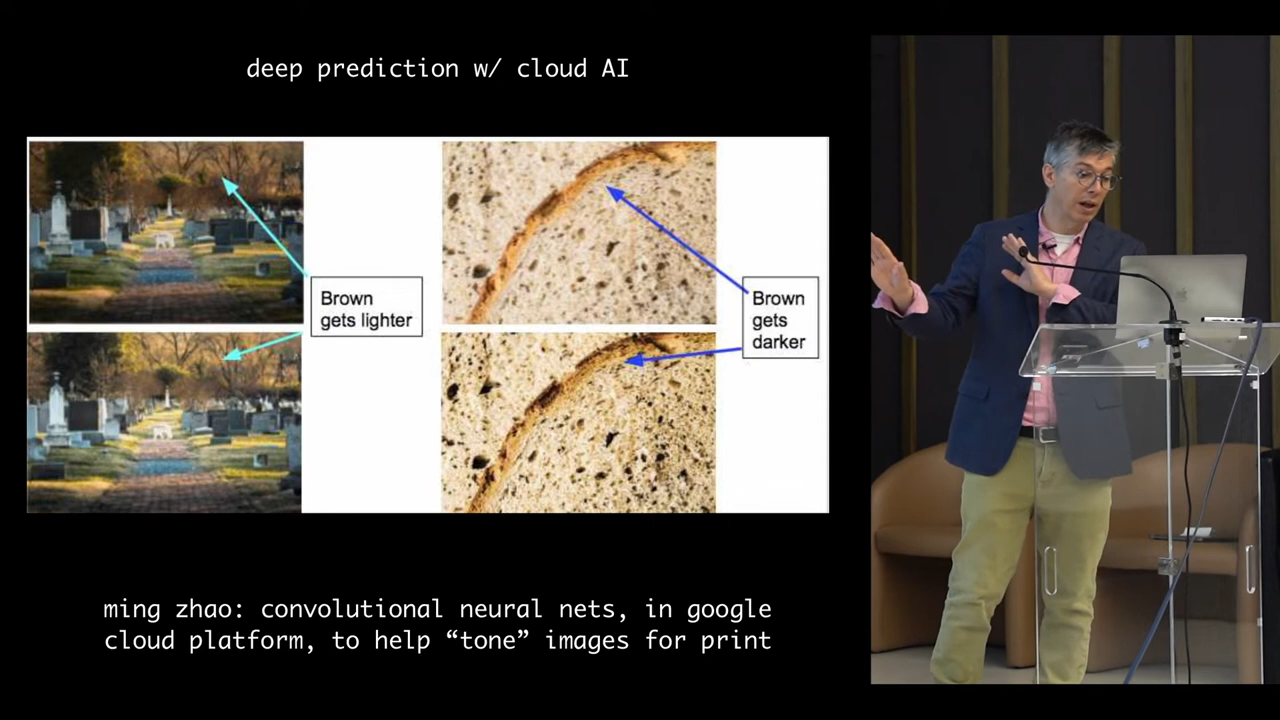 deep prediction w/ cloud AI
Brown
gets lighter
Brown
gets
darker
ming zhao: convolutional neural nets, in google
cloud platform, to help “tone” images for print